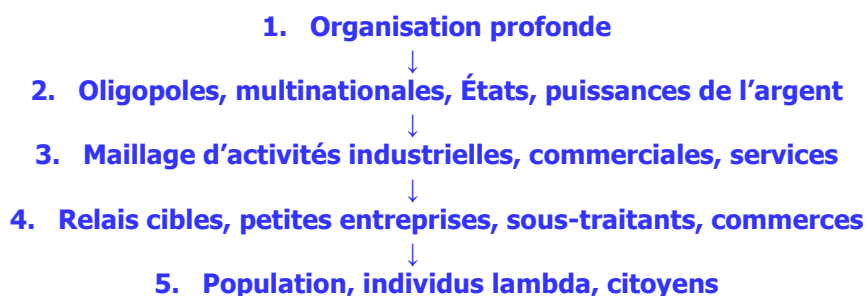 1. Organisation profonde
↓
2. Oligopoles, multinationales, États, puissances de l’argent
↓
3. Maillage d’activités industrielles, commerciales, services
↓
4. Relais cibles, petites entreprises, sous-traitants, commerces
↓
5. Population, individus lambda, citoyens